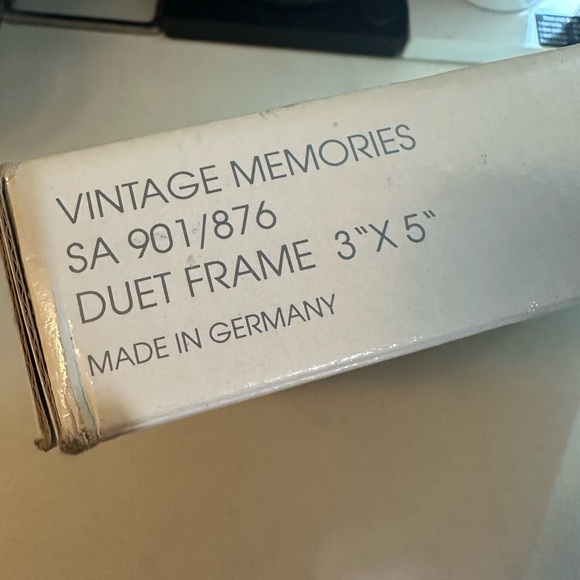 VINTAGE MEMORIES
SA 901/876
DUET FRAME 3"X 5"
MADE IN GERMANY